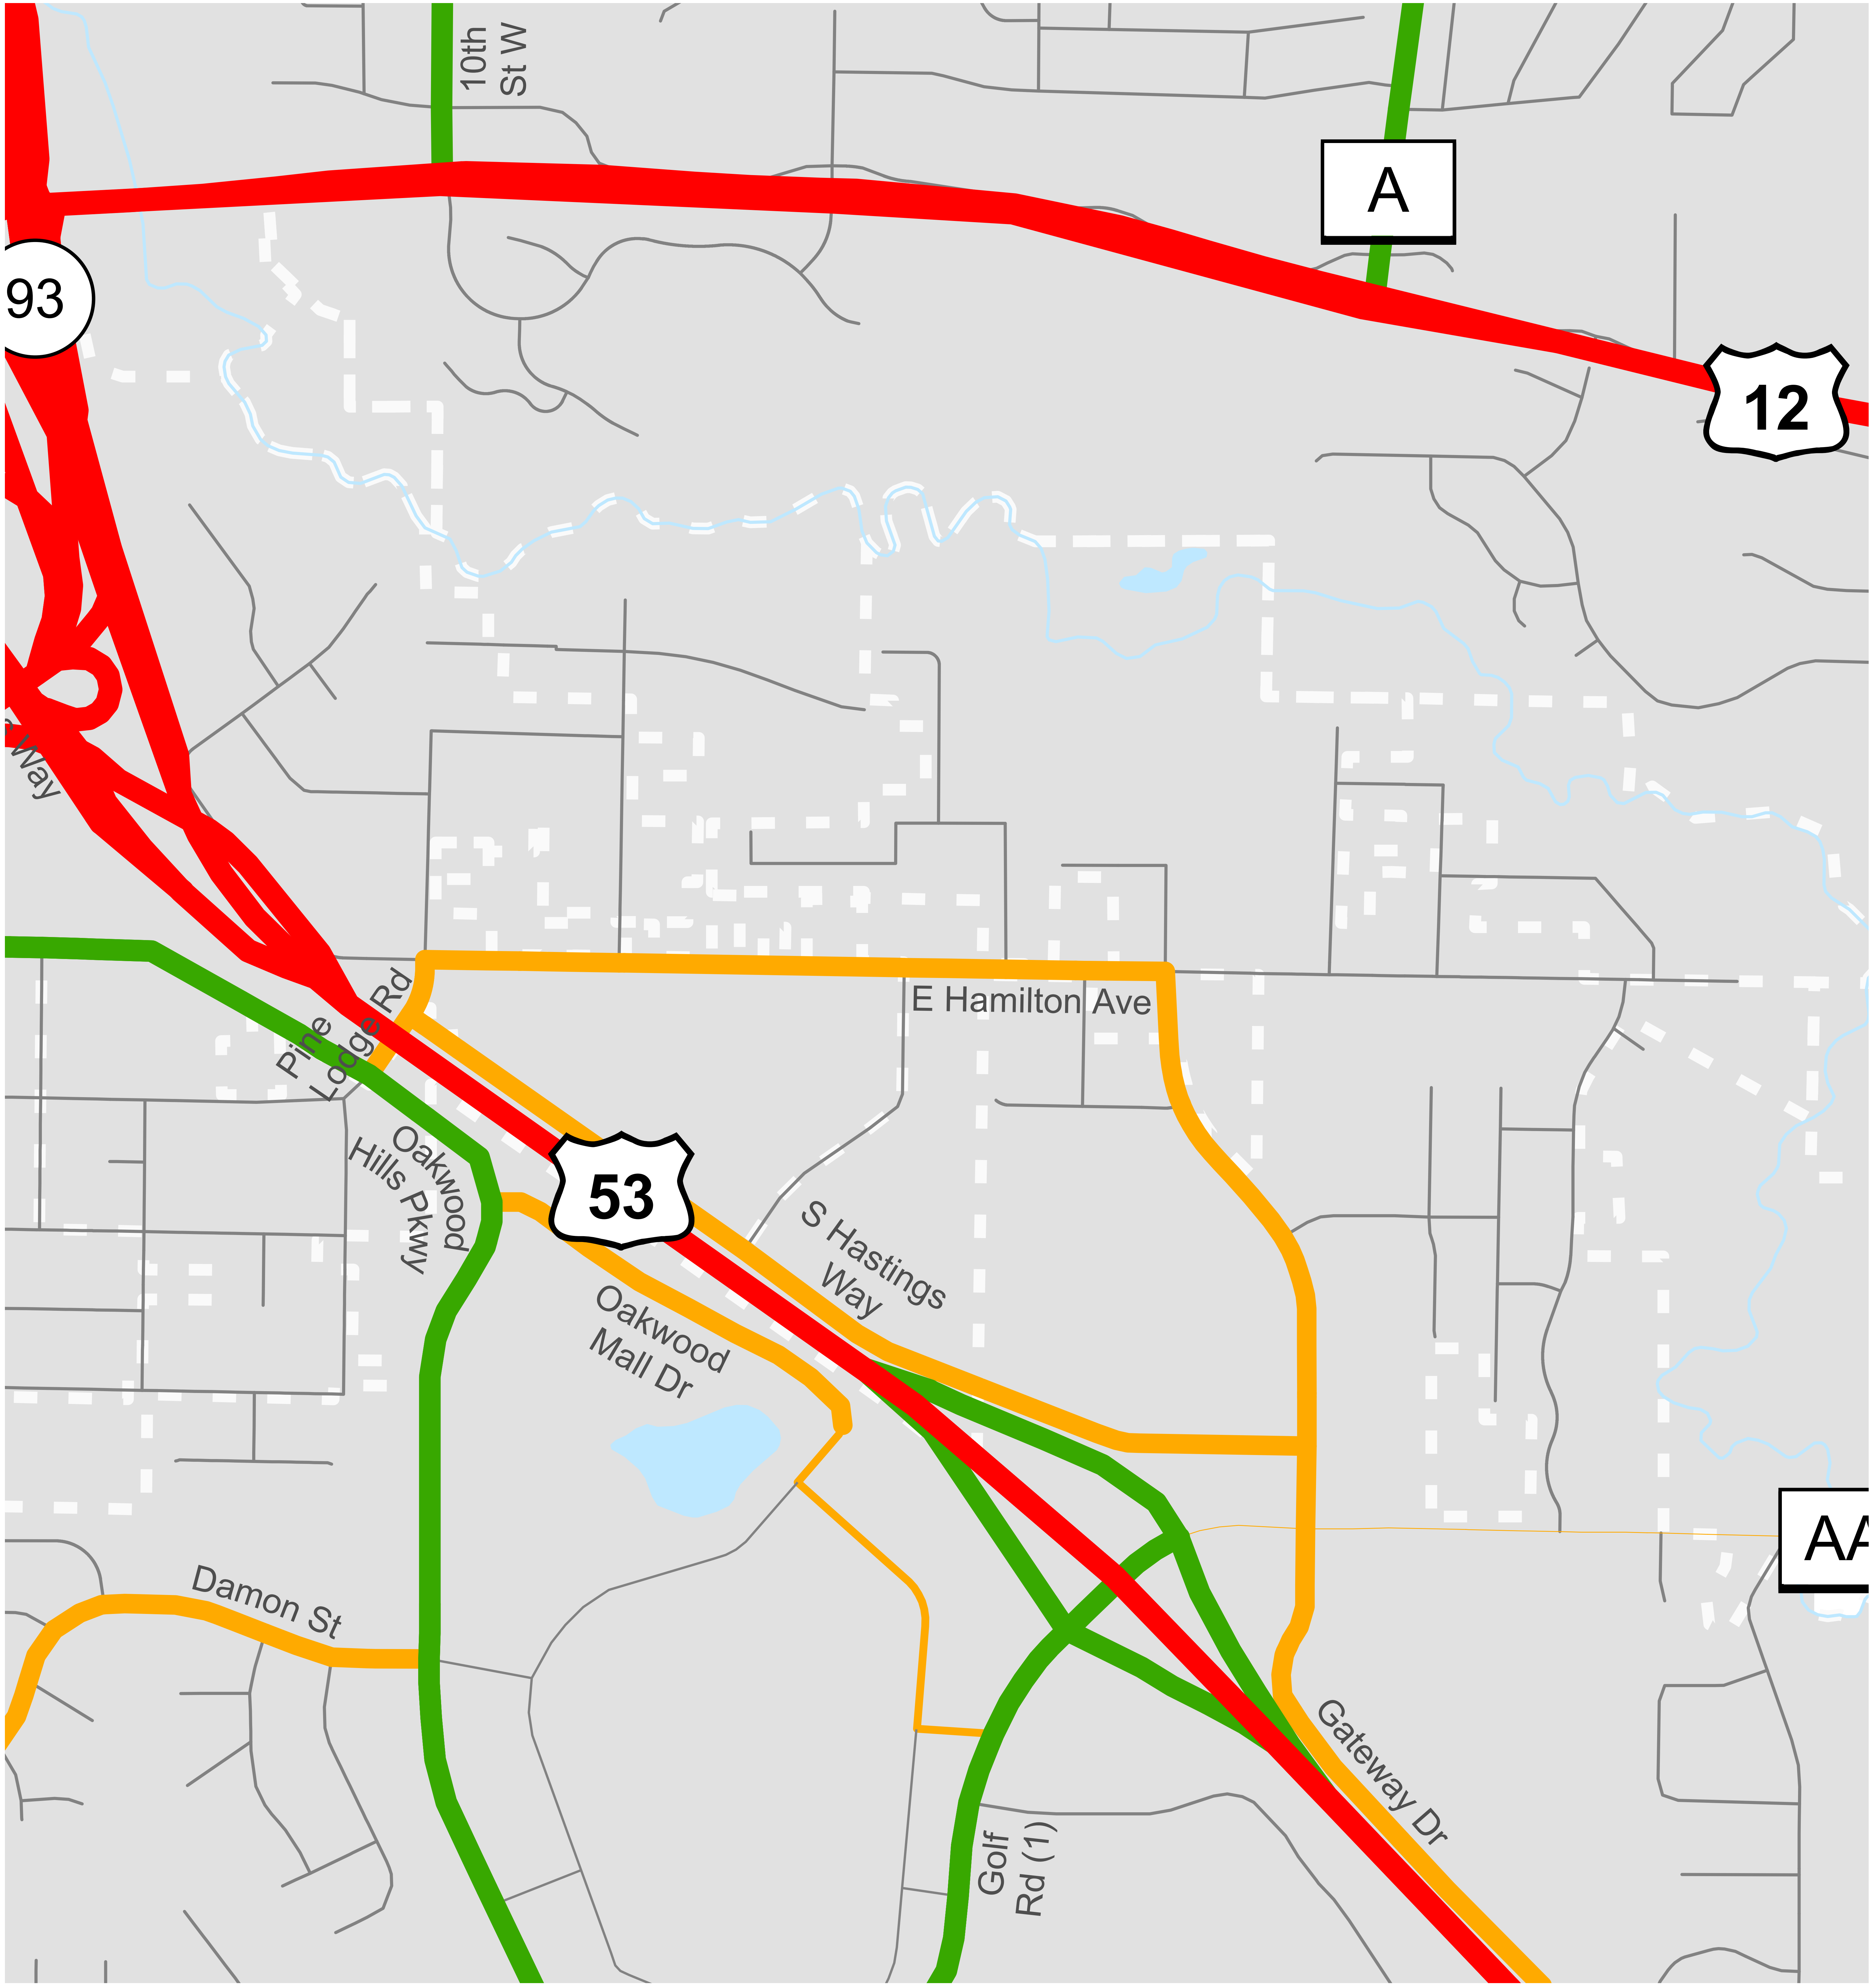 10th
St W
A
93
12
Way
E Hamilton Ave
Pine
Lodge Rd
Oakwood
Hills Pkwy
53
S Hastings
Way
Oakwood
Mall Dr
AA
Damon St
Gateway Dr
Golf
Rd (1)